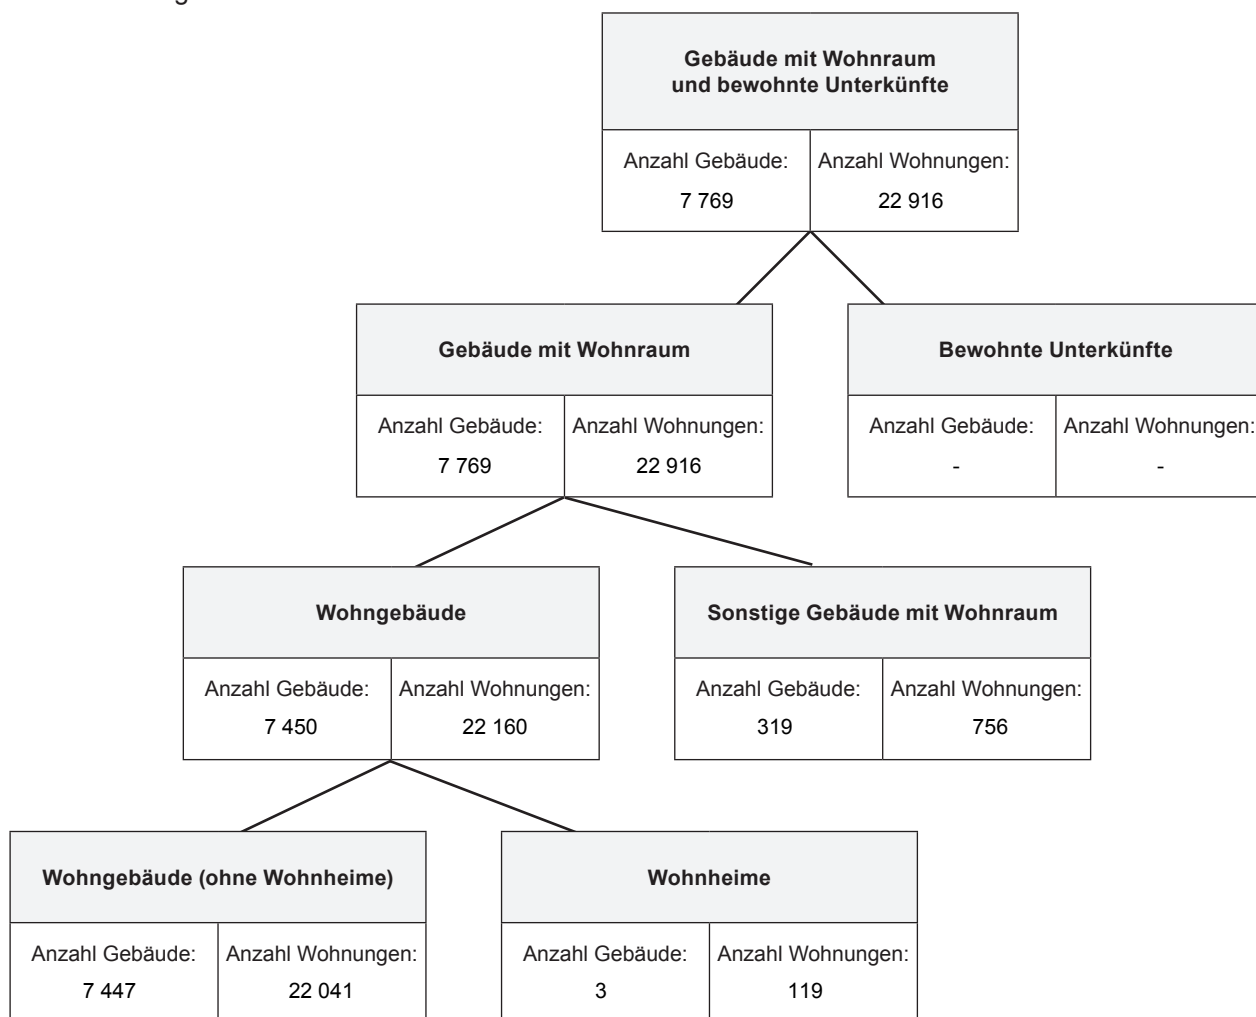 Gebäude mit Wohnraum
und bewohnte Unterkünfte
Anzahl Gebäude: Anzahl Wohnungen:
7 769 22 916
Gebäude mit Wohnraum
Anzahl Gebäude: Anzahl Wohnungen:
7 769 22 916
Bewohnte Unterkünfte
Anzahl Gebäude: Anzahl Wohnungen:
- -
Wohngebäude
Anzahl Gebäude: Anzahl Wohnungen:
7 450 22 160
Sonstige Gebäude mit Wohnraum
Anzahl Gebäude: Anzahl Wohnungen:
319 756
Wohngebäude (ohne Wohnheime)
Anzahl Gebäude: Anzahl Wohnungen:
7 447 22 041
Wohnheime
Anzahl Gebäude: Anzahl Wohnungen:
3 119